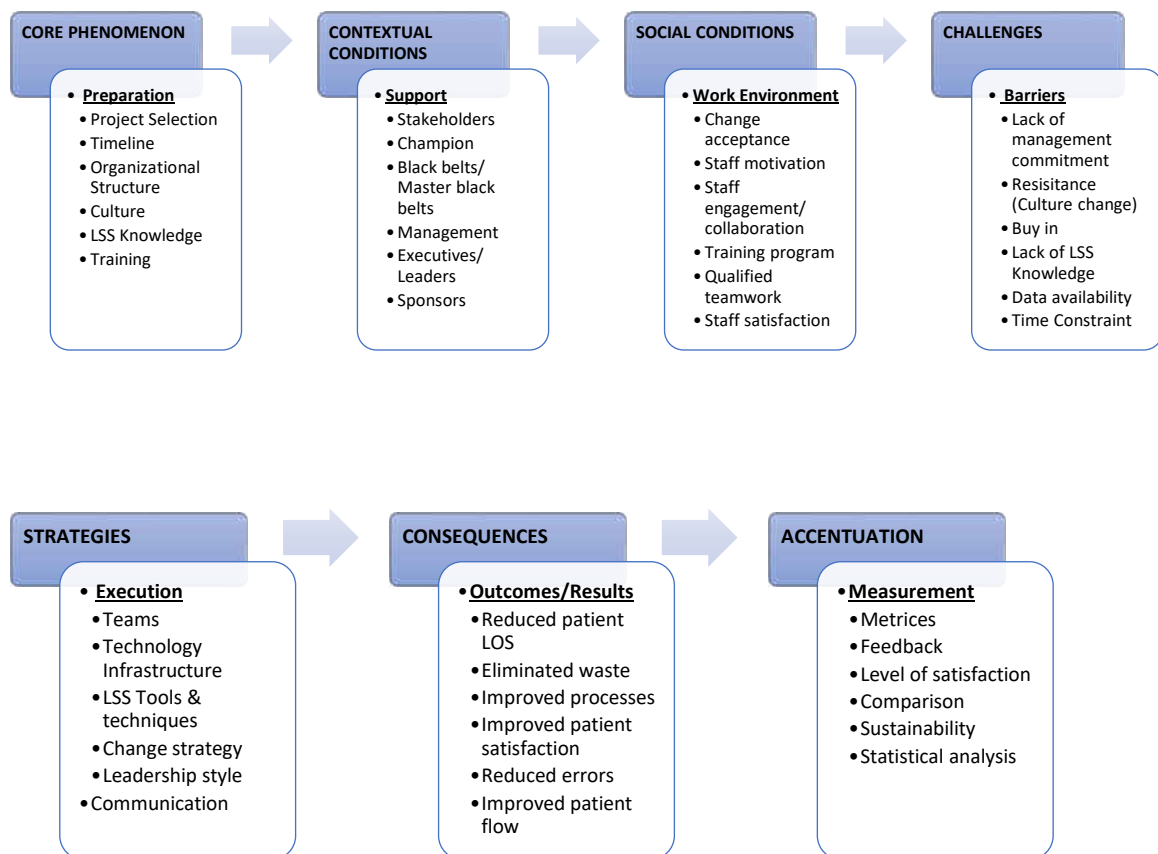 CORE PHENOMENON
• Preparation
• Project Selection
• Timeline
• Organizational
Structure
• Culture
• LSS Knowledge
• Training
CONTEXTUAL
CONDITIONS
• Support
• Stakeholders
• Champion
• Black belts/
Master black
belts
• Management
• Executives/
Leaders
• Sponsors
SOCIAL CONDITIONS
• Work Environment
• Change
acceptance
• Staff motivation
• Staff
engagement/
collaboration
• Training program
• Qualified
teamwork
• Staff satisfaction
CHALLENGES
• Barriers
• Lack of
management
commitment
• Resisitance
(Culture change)
• Buy in
• Lack of LSS
Knowledge
• Data availability
• Time Constraint
STRATEGIES
• Execution
• Teams
• Technology
Infrastructure
• LSS Tools &
techniques
• Change strategy
• Leadership style
• Communication
CONSEQUENCES
• Outcomes/Results
• Reduced patient
LOS
• Eliminated waste
• Improved processes
• Improved patient
satisfaction
• Reduced errors
• Improved patient
flow
ACCENTUATION
• Measurement
• Metrices
• Feedback
• Level of satisfaction
• Comparison
• Sustainability
• Statistical analysis